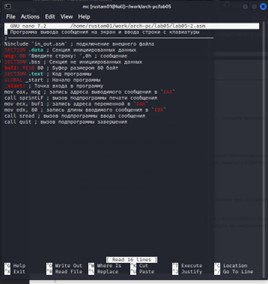 mc [rustam01@kali]:~/work/arch-pc/lab05
File Actions Edit View Help
GNU nano 7.2 /home/rustam01/work/arch-pc/lab05/lab05-2.asm
; Программа вывода сообщения на экран и ввода строки с клавиатуры
%include 'in_out.asm' ; подключение внешнего файла
SECTION .data ; Секция инициированных данных
msg: DB 'Введите строку: ',0h ; сообщение
SECTION .bss ; Секция не инициированных данных
buf1: RESB 80 ; Буфер размером 80 байт
SECTION .text ; Код программы
GLOBAL _start ; Начало программы
_start: ; Точка входа в программу
mov eax, msg ; запись адреса выводимого сообщения в `EAX`
call sprintLF ; вызов подпрограммы печати сообщения
mov ecx, buf1 ; запись адреса переменной в `EAX`
mov edx, 80 ; запись длины вводимого сообщения в `EBX`
call sread ; вызов подпрограммы ввода сообщения
call quit ; вызов подпрограммы завершения
[ Read 16 lines ]
^G Help ^O Write Out ^W Where Is ^K Cut ^T Execute ^C Location
^X Exit ^R Read File ^\ Replace ^U Paste ^J Justify ^/ Go To Line